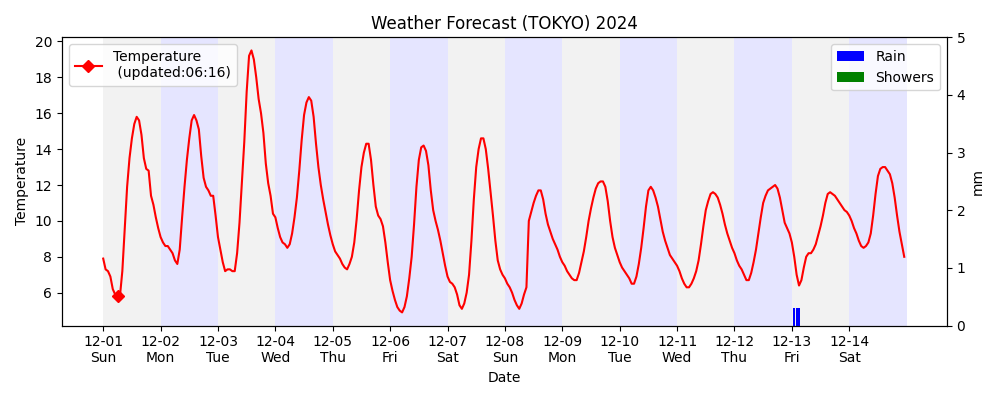 Weather Forecast (TOKYO) 2024
Temperature
(updated:06:16)
Rain
Showers
Temperature
20
18
16
14
12
10
8
6
5
4
3
2
1
0
mm
12-01 12-02 12-03 12-04 12-05 12-06 12-07 12-08 12-09 12-10 12-11 12-12 12-13 12-14
Sun Mon Tue Wed Thu Fri Sat Sun Mon Tue Wed Thu Fri Sat
Date